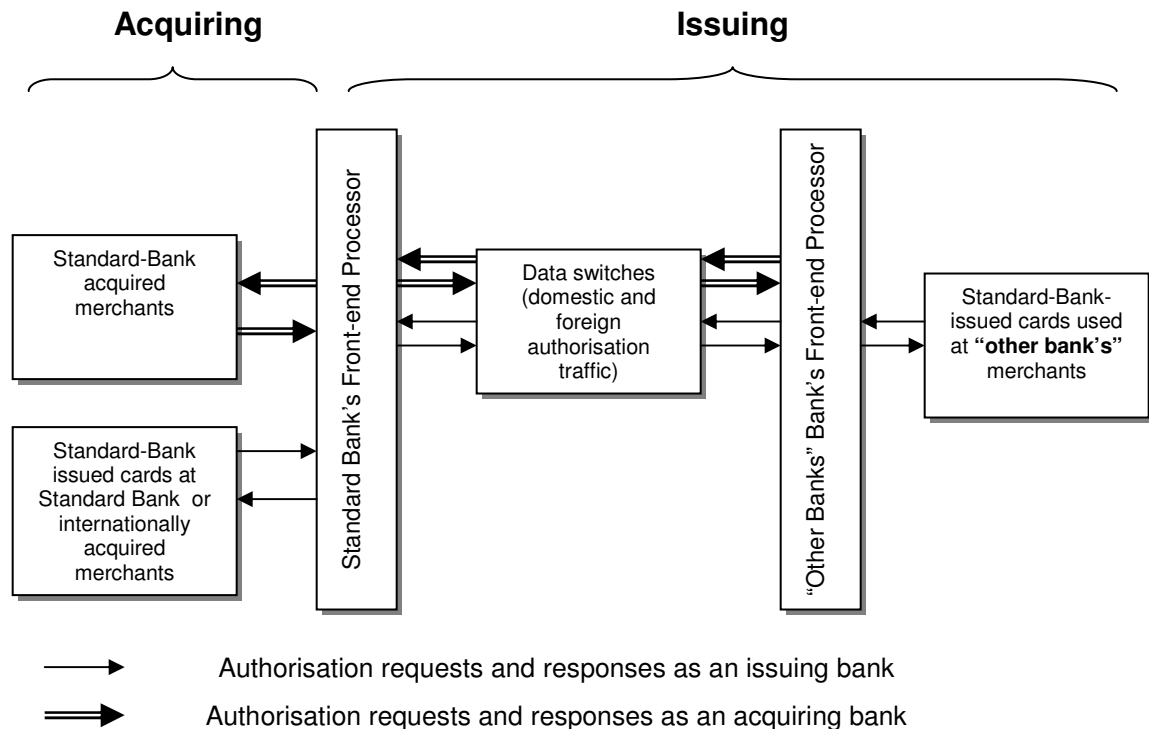 Acquiring
Issuing
Standard-Bank
acquired
merchants
Standard-Bank
issued cards at
Standard Bank or
internationally
acquired
merchants
Standard Bank’s Front-end Processor
Data switches
(domestic and
foreign
authorisation
traffic)
“Other Banks” Bank’s Front-end Processor
Standard-Bank-
issued cards used
at “other bank’s”
merchants
Authorisation requests and responses as an issuing bank
Authorisation requests and responses as an acquiring bank